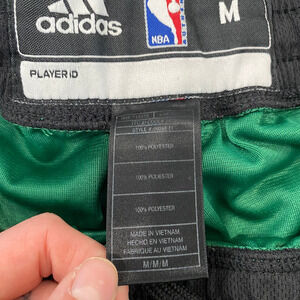 adidas
NBA
M
PLAYER ID
100% POLYESTER
100% POLYESTER
100% POLYESTER
MADE IN VIETNAM
HECHO EN VIETNAM
FABRIQUÉ AU VIETNAM
M/M/M